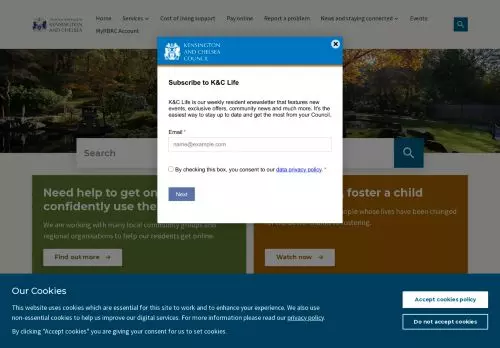 KENSINGTON AND CHELSEA
Home
Services
Cost of living support
Pay online
Report a problem
News and staying connected
Events
MyRBKC Account
KENSINGTON
AND CHELSEA
COUNCIL
Subscribe to K&C Life
K&C Life is our weekly resident enewsletter that features new
events, exclusive offers, community news and much more. It's the
easiest way to stay up to date and get the most from your Council.
Email *
name@example.com
By checking this box, you consent to our data privacy policy. *
Next
Search
Need help to get on
confidently use the
We are working with many local community groups and
regional organisations to help our residents get online.
Find out more →
foster a child
people whose lives have been changed
fostering.
Watch now →
Our Cookies
This website uses cookies which are essential for this site to work and to enhance your experience. We also use
non-essential cookies to help us improve our digital services. For more information please read our privacy policy.
By clicking "Accept cookies" you are giving your consent for us to set cookies.
Accept cookies policy
Do not accept cookies